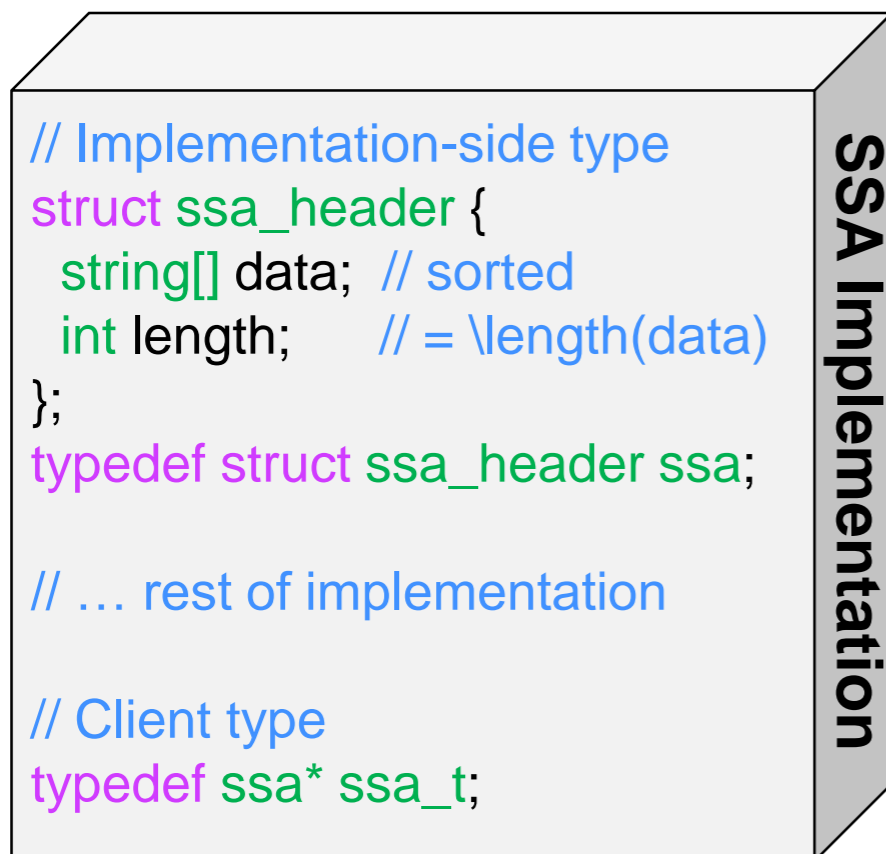 // Implementation-side type
struct ssa_header {
  string[] data;  // sorted
  int length;      // = \length(data)
};
typedef struct ssa_header ssa;
// … rest of implementation
// Client type
typedef ssa* ssa_t;
SSA Implementation